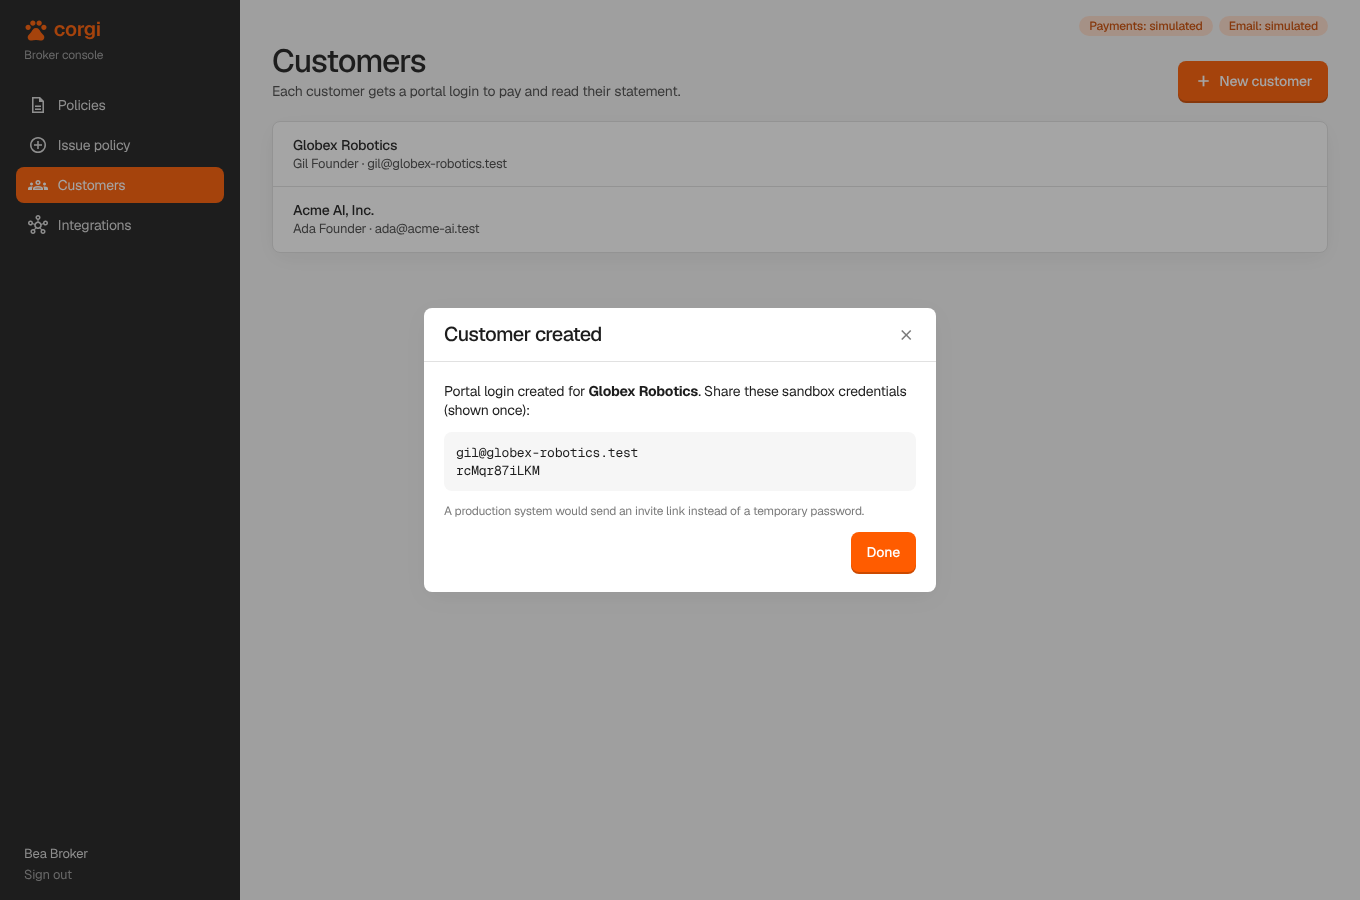 corgi
Broker console
Policies
Issue policy
Customers
Integrations
Bea Broker
Sign out
Payments: simulated
Email: simulated
Customers
Each customer gets a portal login to pay and read their statement.
New customer
Globex Robotics
Gil Founder · gil@globex-robotics.test
Acme AI, Inc.
Ada Founder · ada@acme-ai.test
Customer created
Portal login created for Globex Robotics. Share these sandbox credentials
(shown once):
gil@globex-robotics.test
rcMqr87iLKM
A production system would send an invite link instead of a temporary password.
Done